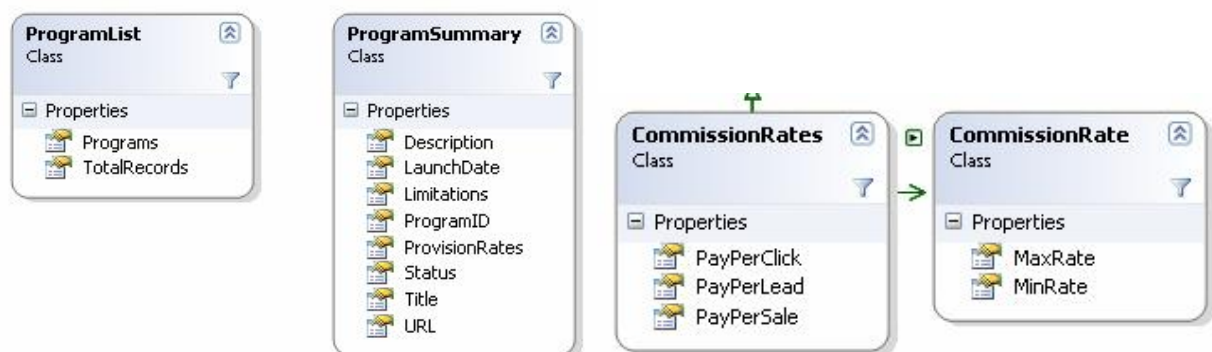 ProgramList
Class
Properties
Programs
TotalRecords
ProgramSummary
Class
Properties
Description
LaunchDate
Limitations
ProgramID
ProvisionRates
Status
Title
URL
CommissionRates
Class
Properties
PayPerClick
PayPerLead
PayPerSale
CommissionRate
Class
Properties
MaxRate
MinRate